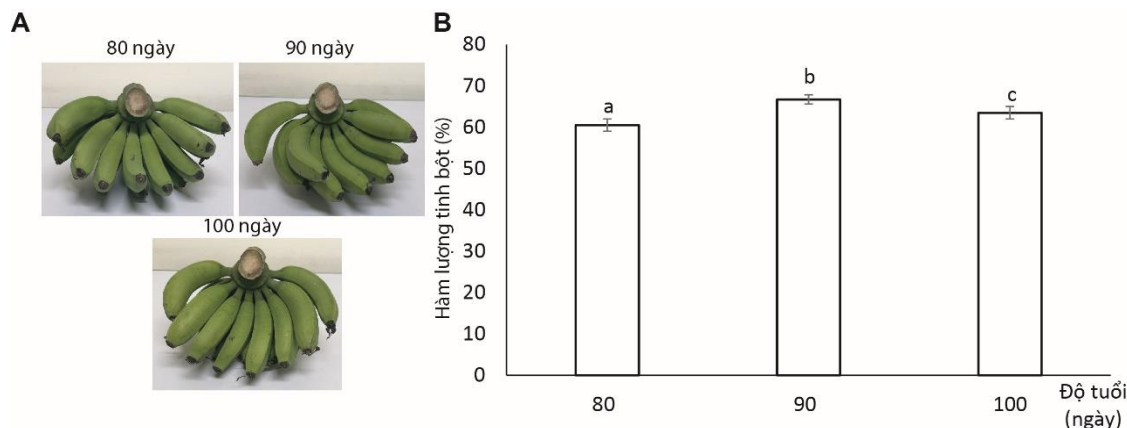 A
80 ngày
90 ngày
100 ngày
B
Hàm lượng tinh bột (%)
80
70
60
50
40
30
20
10
0
a
b
c
80
90
100
Độ tuổi
(ngày)